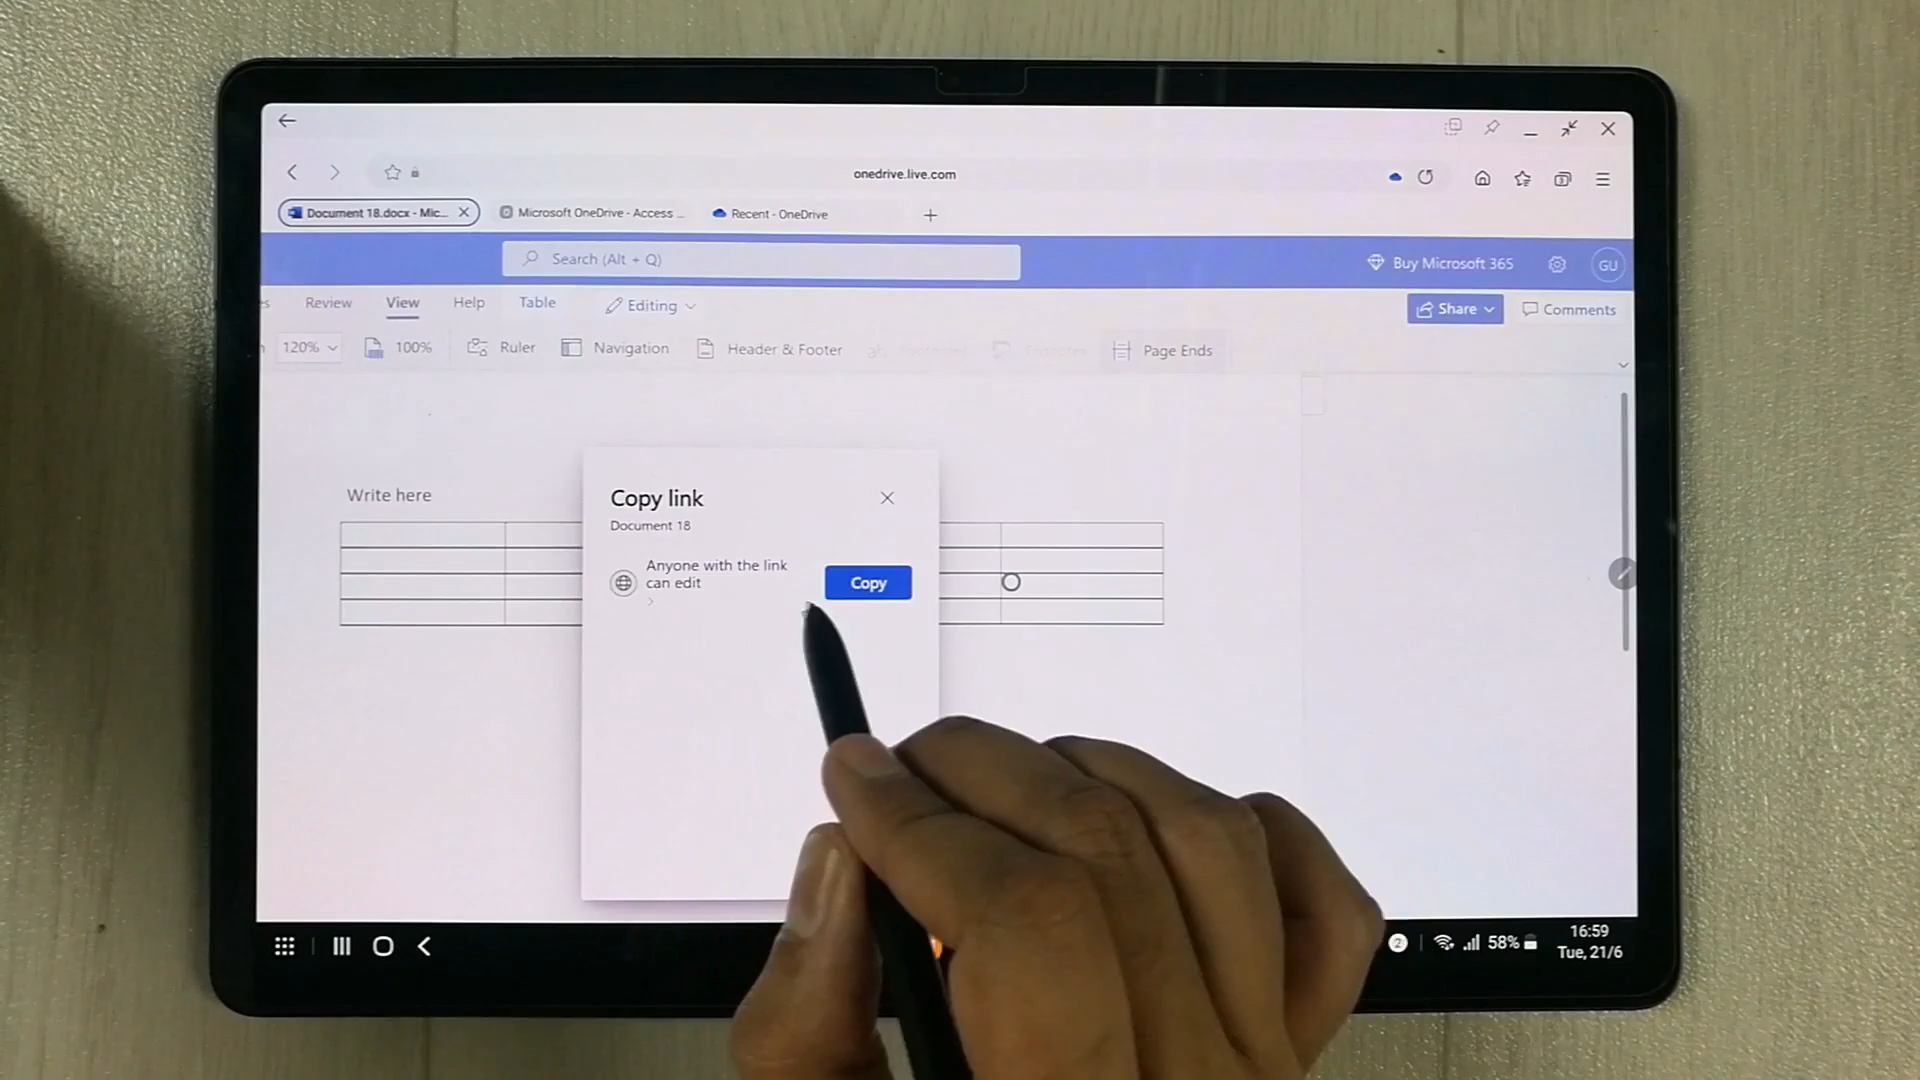 onedrive.live.com
Document 18.docx - Mic...
Microsoft OneDrive - Access ...
Recent - OneDrive
Search (Alt + Q)
Buy Microsoft 365
GU
Review
View
Help
Table
Editing
Share
Comments
120%
100%
Ruler
Navigation
Header & Footer
Footnotes
Page Ends
Write here
Copy link
Document 18
Anyone with the link
can edit
Copy
2
58%
16:59
Tue, 21/6